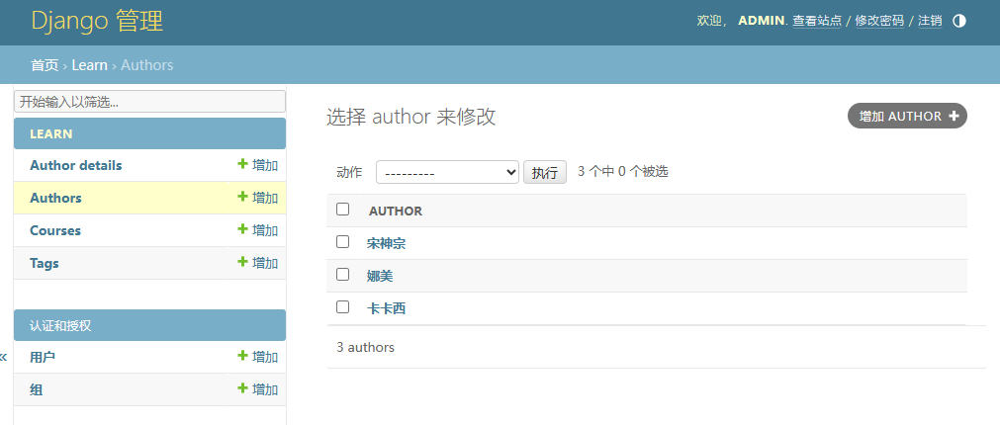 Django 管理
欢迎， ADMIN. 查看站点 / 修改密码 / 注销
首页 › Learn › Authors
开始输入以筛选...
LEARN
Author details + 增加
Authors + 增加
Courses + 增加
Tags + 增加
认证和授权
用户 + 增加
组 + 增加
«
选择 author 来修改
增加 AUTHOR +
动作 --------- 执行 3 个中 0 个被选
AUTHOR
宋神宗
娜美
卡卡西
3 authors